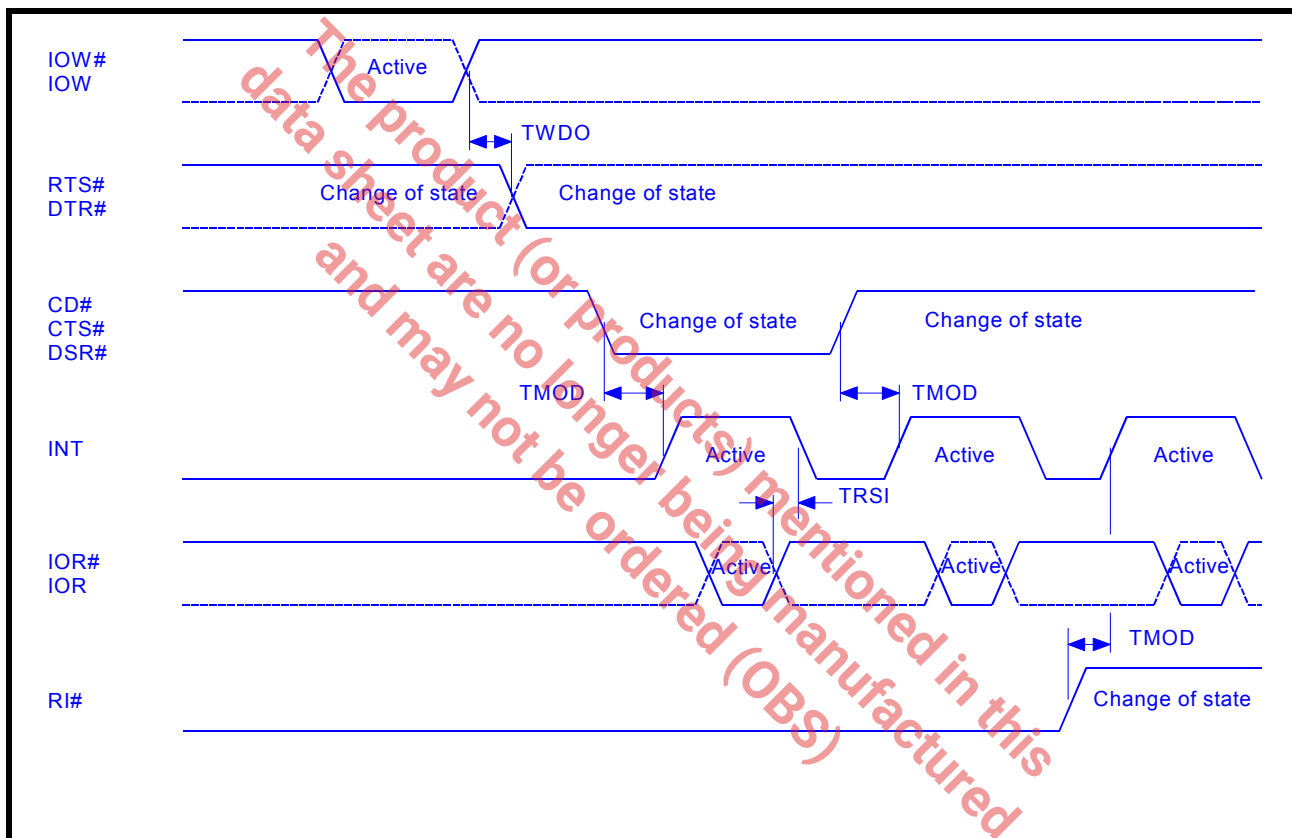 IOW#
IOW
Active
TWDO
RTS#
DTR#
Change of state
Change of state
CD#
CTS#
DSR#
Change of state
Change of state
TMOD
TMOD
INT
Active
Active
Active
TRSI
IOR#
IOR
Active
Active
Active
TMOD
RI#
Change of state
The product (or products) mentioned in this
data sheet are no longer being manufactured
and may not be ordered (OBS)